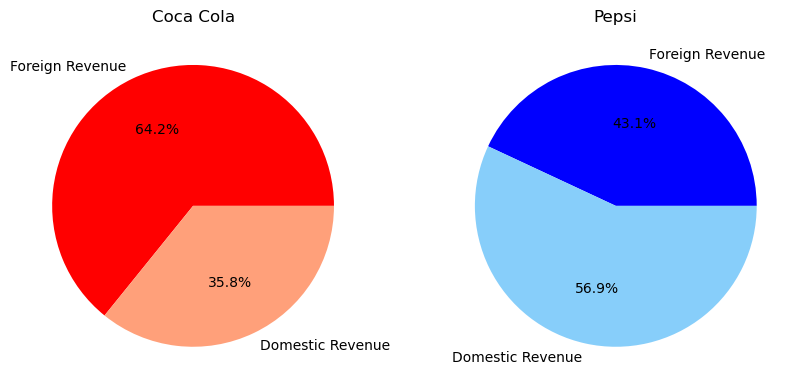 Coca Cola
Foreign Revenue
64.2%
35.8%
Domestic Revenue
Pepsi
Foreign Revenue
43.1%
56.9%
Domestic Revenue